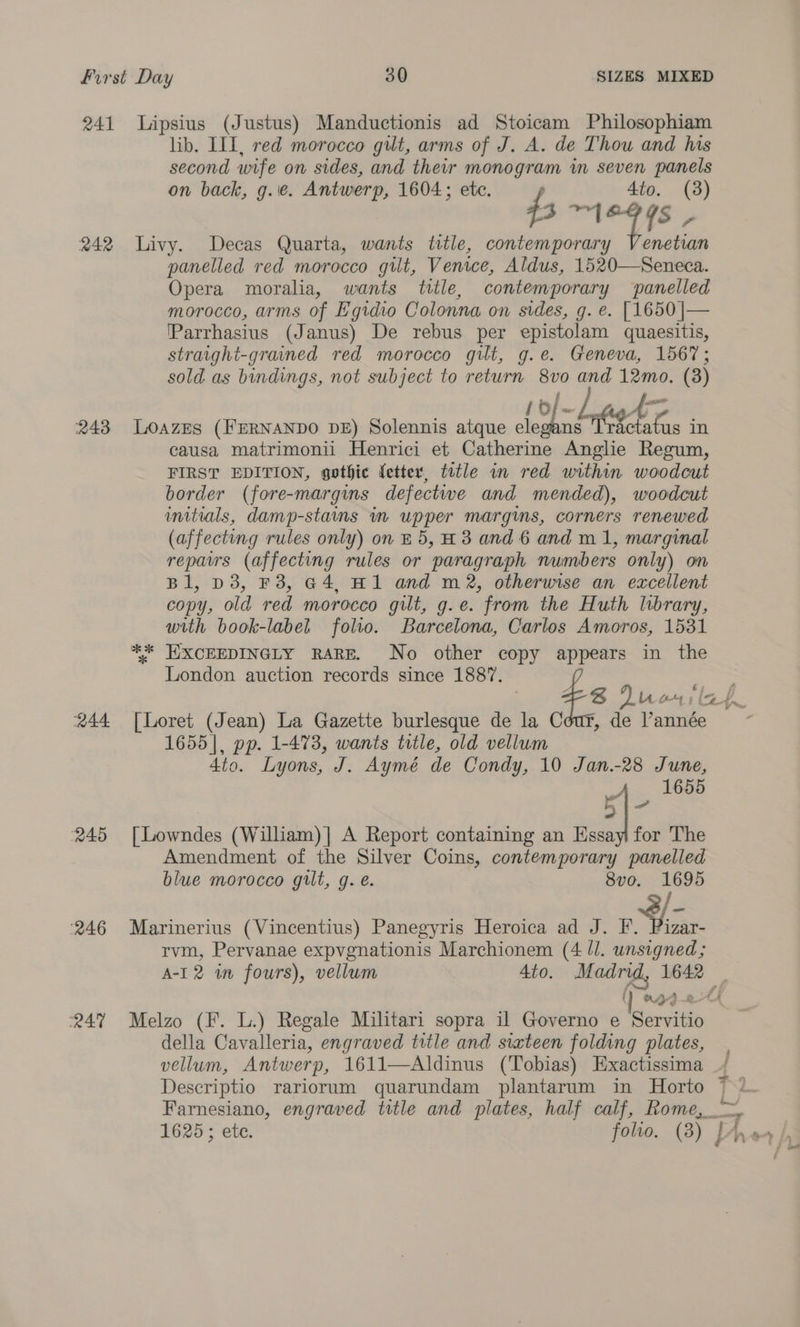 First Day 30 SIZES MIXED
241 Lipsius (Justus) Manductionis ad Stoicam Philosophiam
lib. III, red morocco gilt, arms of J. A. de Thou and his
second wife on sides, and their monogram in seven panels
on back, g. e. Antwerp, 1604; etc. 4to. (3)
£3
242 Livy. Decas Quarta, wants title, contemporary Venetian
panelled red morocco gilt, Venice, Aldus, 1520—Seneca.
Opera moralia, wants title, contemporary panelled
morocco, arms of Egidio Colonna on sides, g. e. [1650]—
Parrhasius (Janus) De rebus per epistolam quaesitis,
straight-grained red morocco gilt, g. e. Geneva, 1567;
sold as bindings, not subject to return 8vo and 12mo. (3)
10/-
243 LOAZES (FERNANDO DE) Solennis atque elegans Tractatus in
causa matrimonii Henrici et Catherine Anglie Regum,
FIRST EDITION, gothic letter, title in red within woodcut
border (fore-margins defective and mended), woodcut
initials, damp-stains in upper margins, corners renewed
(affecting rules only) on E 5, H 3 and 6 and m 1, marginal
repairs (affecting rules or paragraph numbers only) on
B 1, D 3, F 3, G 4, H 1 and m 2, otherwise an excellent
copy, old red morocco gilt, g. e. from the Huth library,
with book-label folio. Barcelona, Carlos Amoros, 1531
*** EXCEEDINGLY RARE. No other copy appears in the
London auction records since 1887.
£8 Quaritch
244 [Loret (Jean) La Gazette burlesque de la Cour, de l'année
1655], pp. 1-473, wants title, old vellum
4to. Lyons, J. Aymé de Condy, 10 Jan.-28 June,
1655
5/-
245 [Lowndes (William)] A Report containing an Essay for The
Amendment of the Silver Coins, contemporary panelled
blue morocco gilt, g. e. 8vo. 1695
3/-
246 Marinerius (Vincentius) Panegyris Heroica ad J. F. Pizar-
rvm, Pervanae expvgnationis Marchionem (4 ll. unsigned;
A-I 2 in fours), vellum 4to. Madrid, 1642
247 Melzo (F. L.) Regale Militari sopra il Governo e Servitio
della Cavalleria, engraved title and sixteen folding plates,
vellum, Antwerp, 1611—Aldinus (Tobias) Exactissima
Descriptio rariorum quarundam plantarum in Horto
Farnesiano, engraved title and plates, half calf, Rome,
1625; etc. folio. (3)